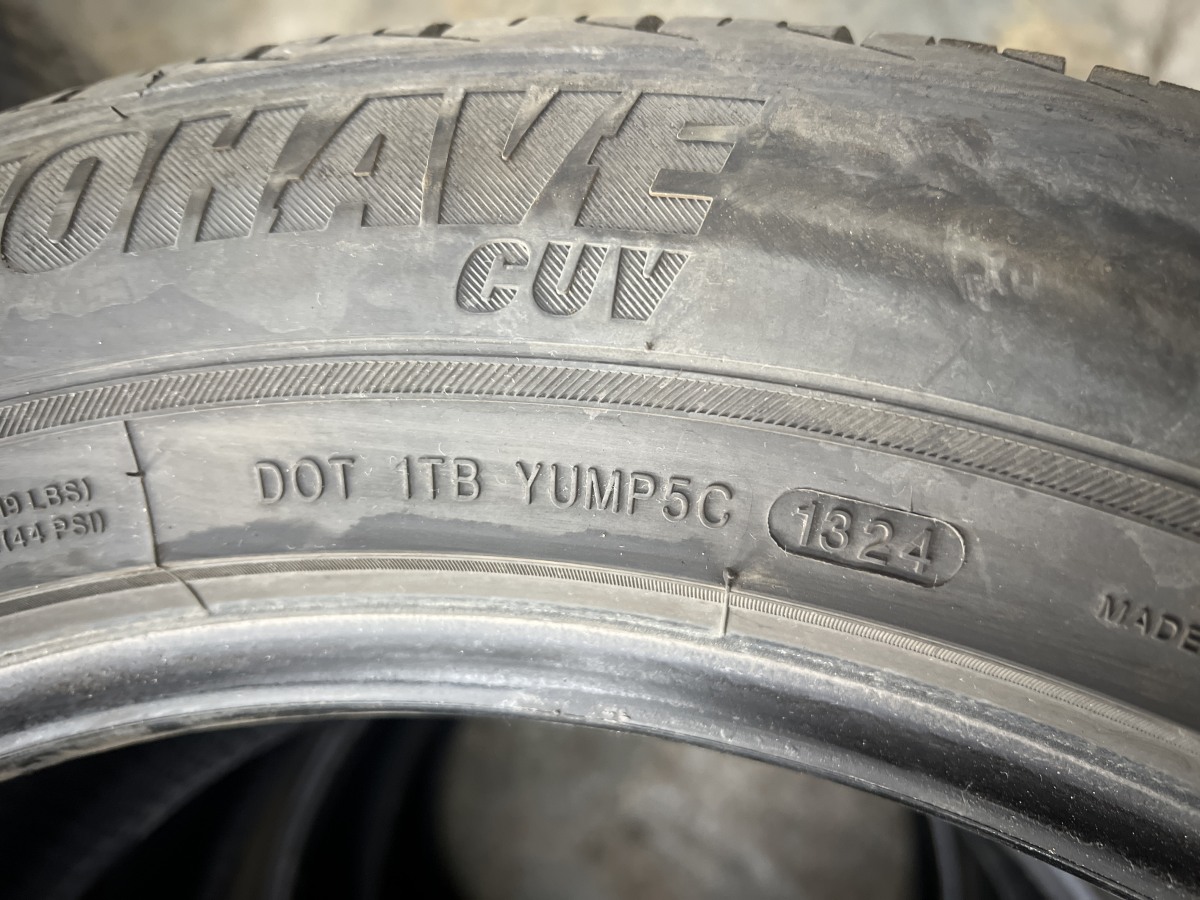 OHAVE
CUV
9 LBS)
(44 PSI)
DOT 1TB YUMP5C 1324
MADE